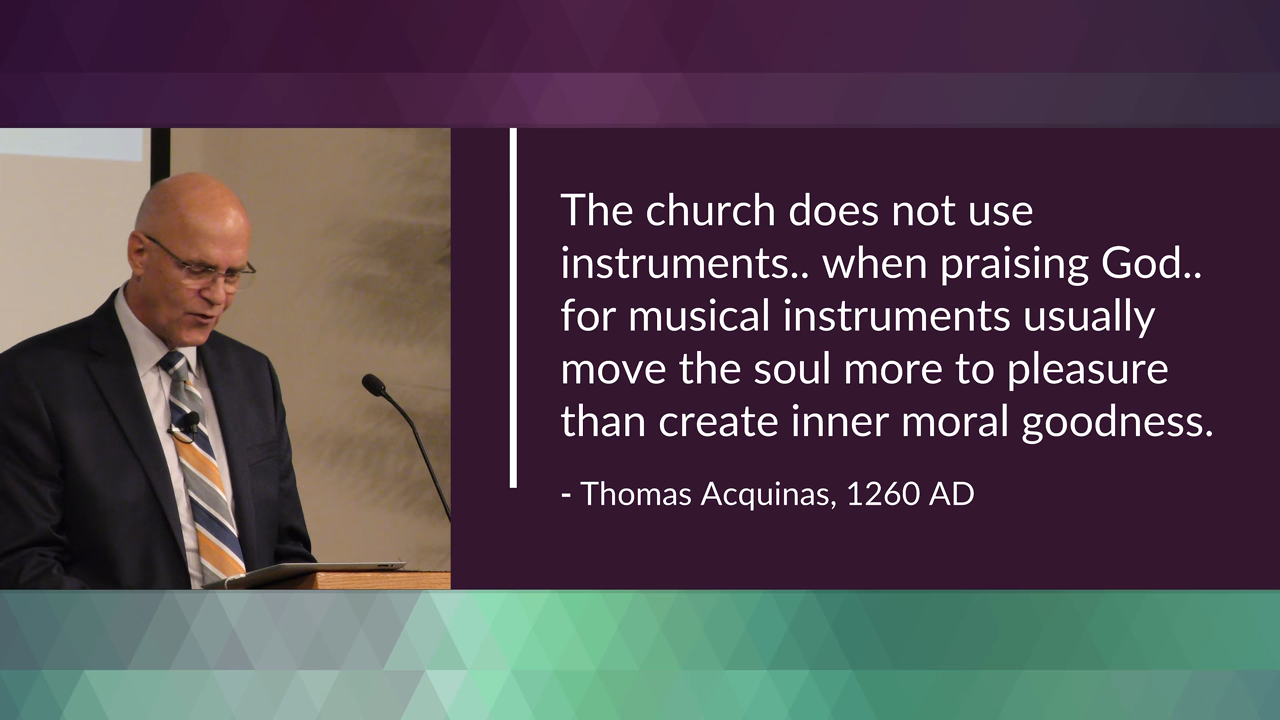 The church does not use
instruments.. when praising God..
for musical instruments usually
move the soul more to pleasure
than create inner moral goodness.
- Thomas Acquinas, 1260 AD